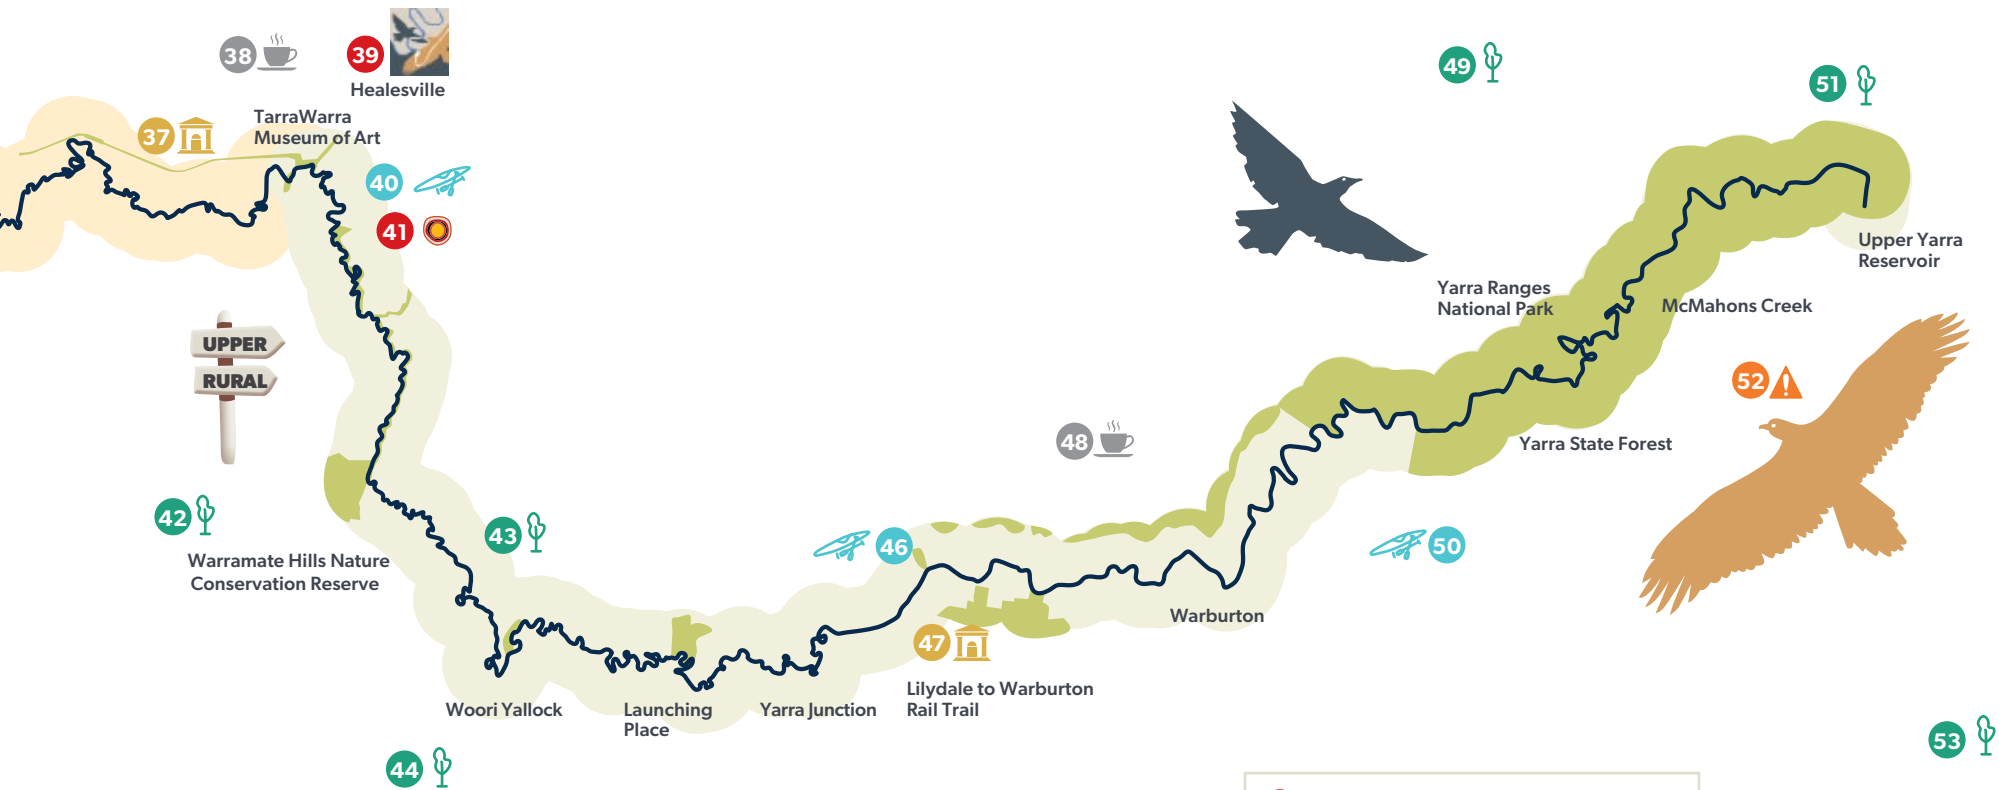 38
39
Healesville
37
TarraWarra
Museum of Art
40
41
49
51
Upper Yarra
Reservoir
Yarra Ranges
National Park
McMahons Creek
UPPER
RURAL
52
48
Yarra State Forest
42
43
46
50
Warramate Hills Nature
Conservation Reserve
Warburton
47
Lilydale to Warburton
Rail Trail
Woori Yallock
Launching
Place
Yarra Junction
44
53